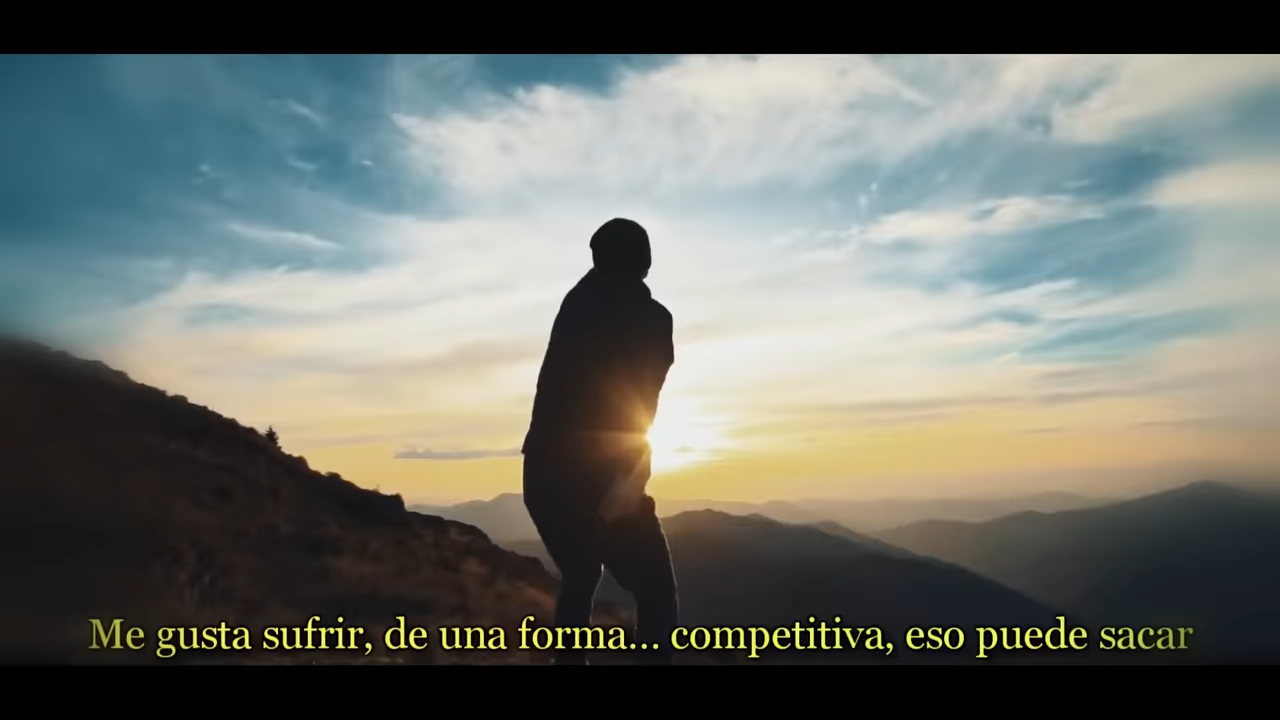 Me gusta sufrir, de una forma... competitiva, eso puede sacar